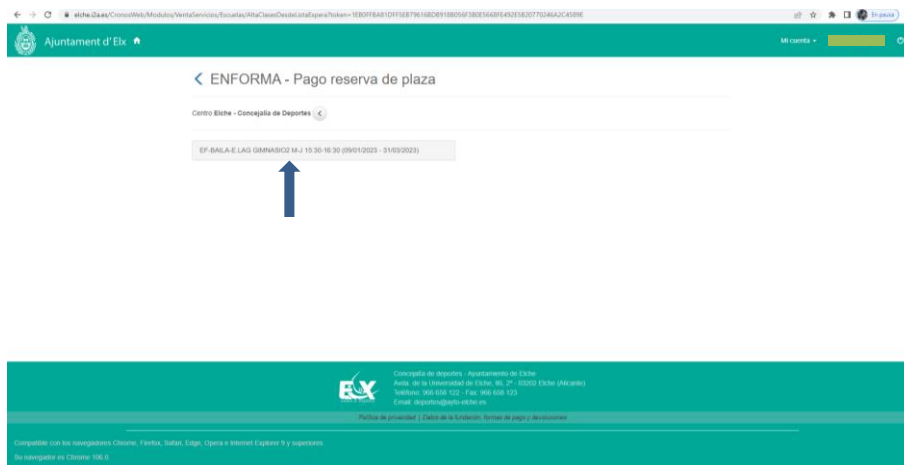 Ajuntament d'Elx
Mi cuenta
ENFORMA - Pago reserva de plaza
Centro Elche - Concejalía de Deportes
EF-BAILA-E.LAG GIMNASIO2 M-J 15:30-16:30 (09/01/2023 - 31/03/2023)
ELX
Concejalía de deportes - Ayuntamiento de Elche
Avda. de la Universidad de Elche, 86, 2ª - 03202 Elche (Alicante)
Teléfono: 966 658 122 - Fax: 966 658 123
Email: deportes@ayto-elche.es
Política de privacidad | Datos de la fundación, formas de pago y devoluciones
Compatible con los navegadores Chrome, Firefox, Safari, Edge, Opera e Internet Explorer 9 y superiores.
Su navegador es Chrome 106.0